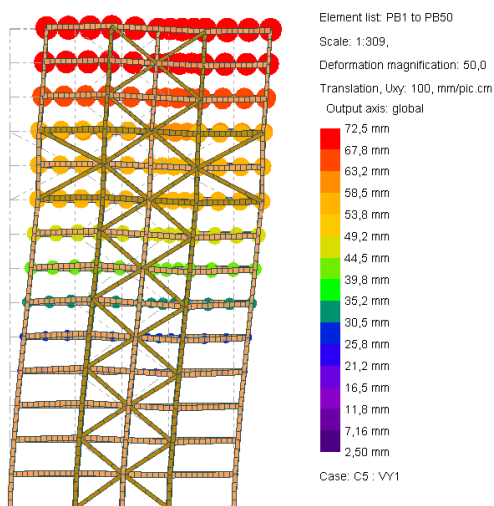 Element list: PB1 to PB50
Scale: 1:309,
Deformation magnification: 50,0
Translation, Uxy: 100, mm/pic.cm
Output axis: global
72,5 mm
67,8 mm
63,2 mm
58,5 mm
53,8 mm
49,2 mm
44,5 mm
39,8 mm
35,2 mm
30,5 mm
25,8 mm
21,2 mm
16,5 mm
11,8 mm
7,16 mm
2,50 mm
Case: C5 : VY1